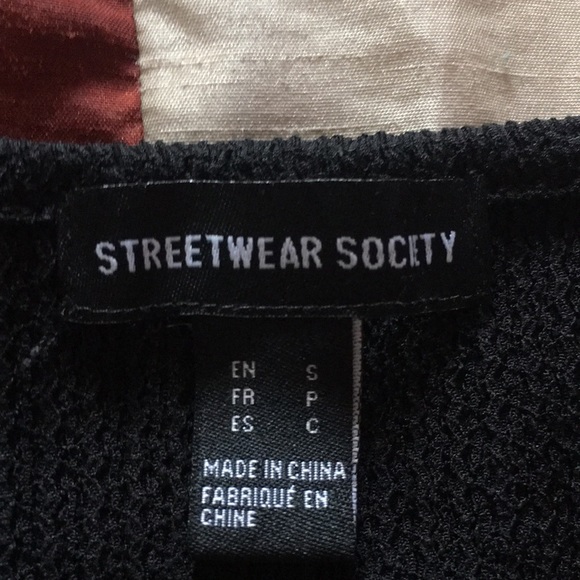 STREETWEAR SOCIETY
EN S
FR P
ES C
MADE IN CHINA
FABRIQUÉ EN
CHINE